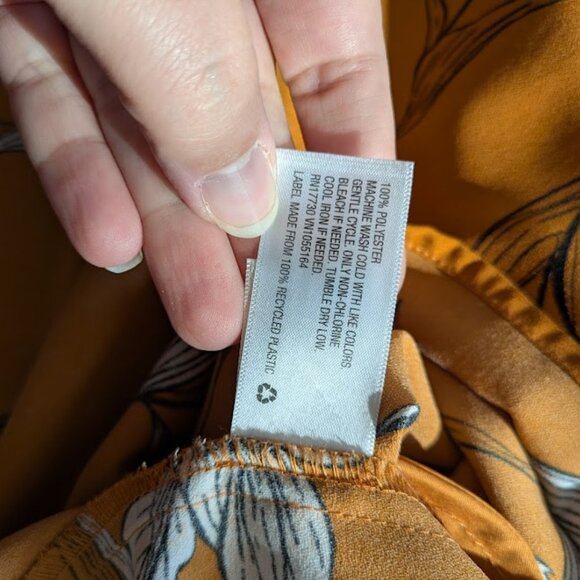 100% POLYESTER
MACHINE WASH COLD WITH LIKE COLORS
GENTLE CYCLE. ONLY NON-CHLORINE
BLEACH IF NEEDED. TUMBLE DRY LOW.
COOL IRON IF NEEDED.
RN17730 VN1055164
LABEL MADE FROM 100% RECYCLED PLASTIC